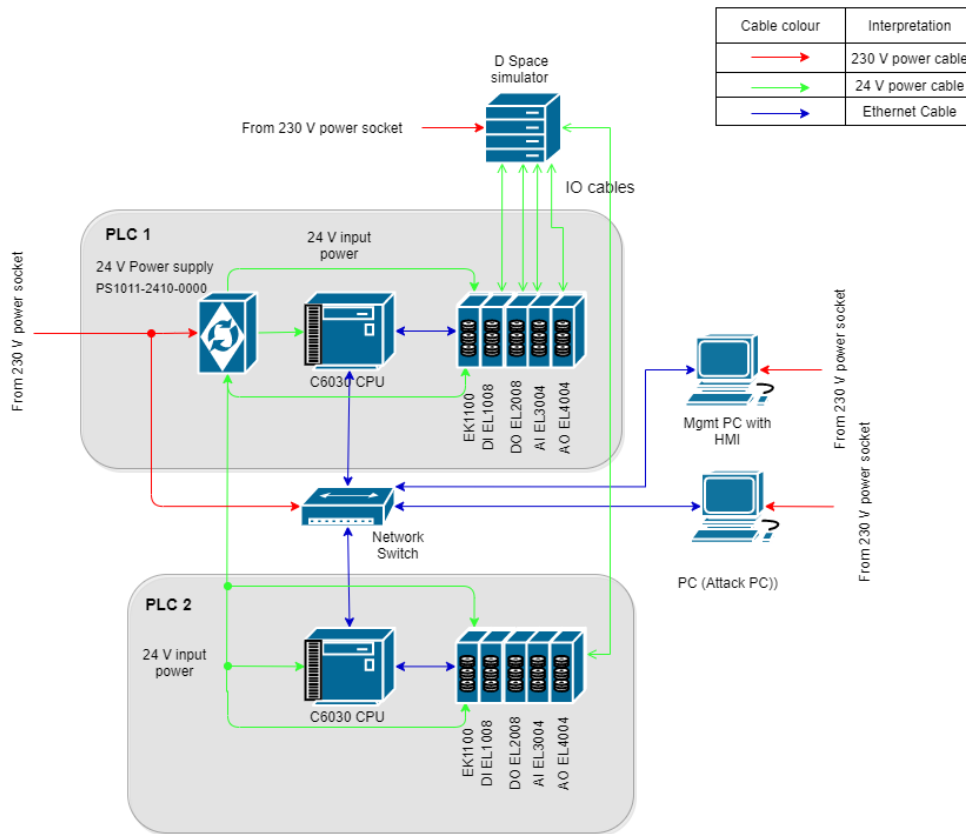 Cable colour
Interpretation
230 V power cable
24 V power cable
Ethernet Cable
D Space
simulator
From 230 V power socket
IO cables
PLC 1
24 V input
power
24 V Power supply
PS1011-2410-0000
From 230 V power socket
C6030 CPU
EK1100
DI EL1008
DO EL2008
AI EL3004
AO EL4004
Mgmt PC with
HMI
From 230 V power socket
Network
Switch
PC (Attack PC))
From 230 V power socket
PLC 2
24 V input
power
C6030 CPU
EK1100
DI EL1008
DO EL2008
AI EL3004
AO EL4004